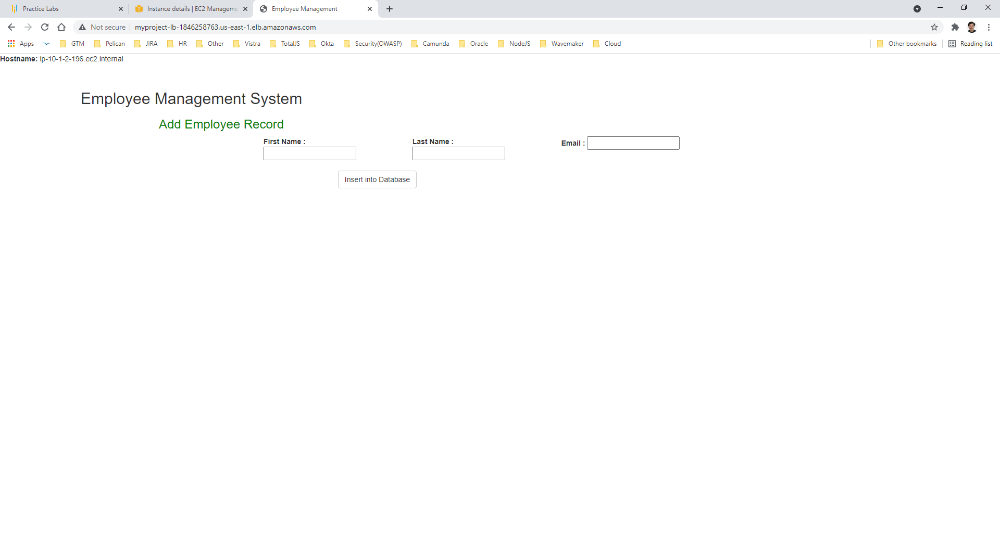 Practice Labs
Instance details | EC2 Manageme
Employee Management
Not secure
myproject-lb-1846258763.us-east-1.elb.amazonaws.com
Apps GTM Pelican JIRA HR Other Vistra TotalJS Okta Security(OWASP) Camunda Oracle NodeJS Wavemaker Cloud Other bookmarks Reading list
Hostname: ip-10-1-2-196.ec2.internal
Employee Management System
Add Employee Record
First Name : Last Name : Email :
Insert into Database